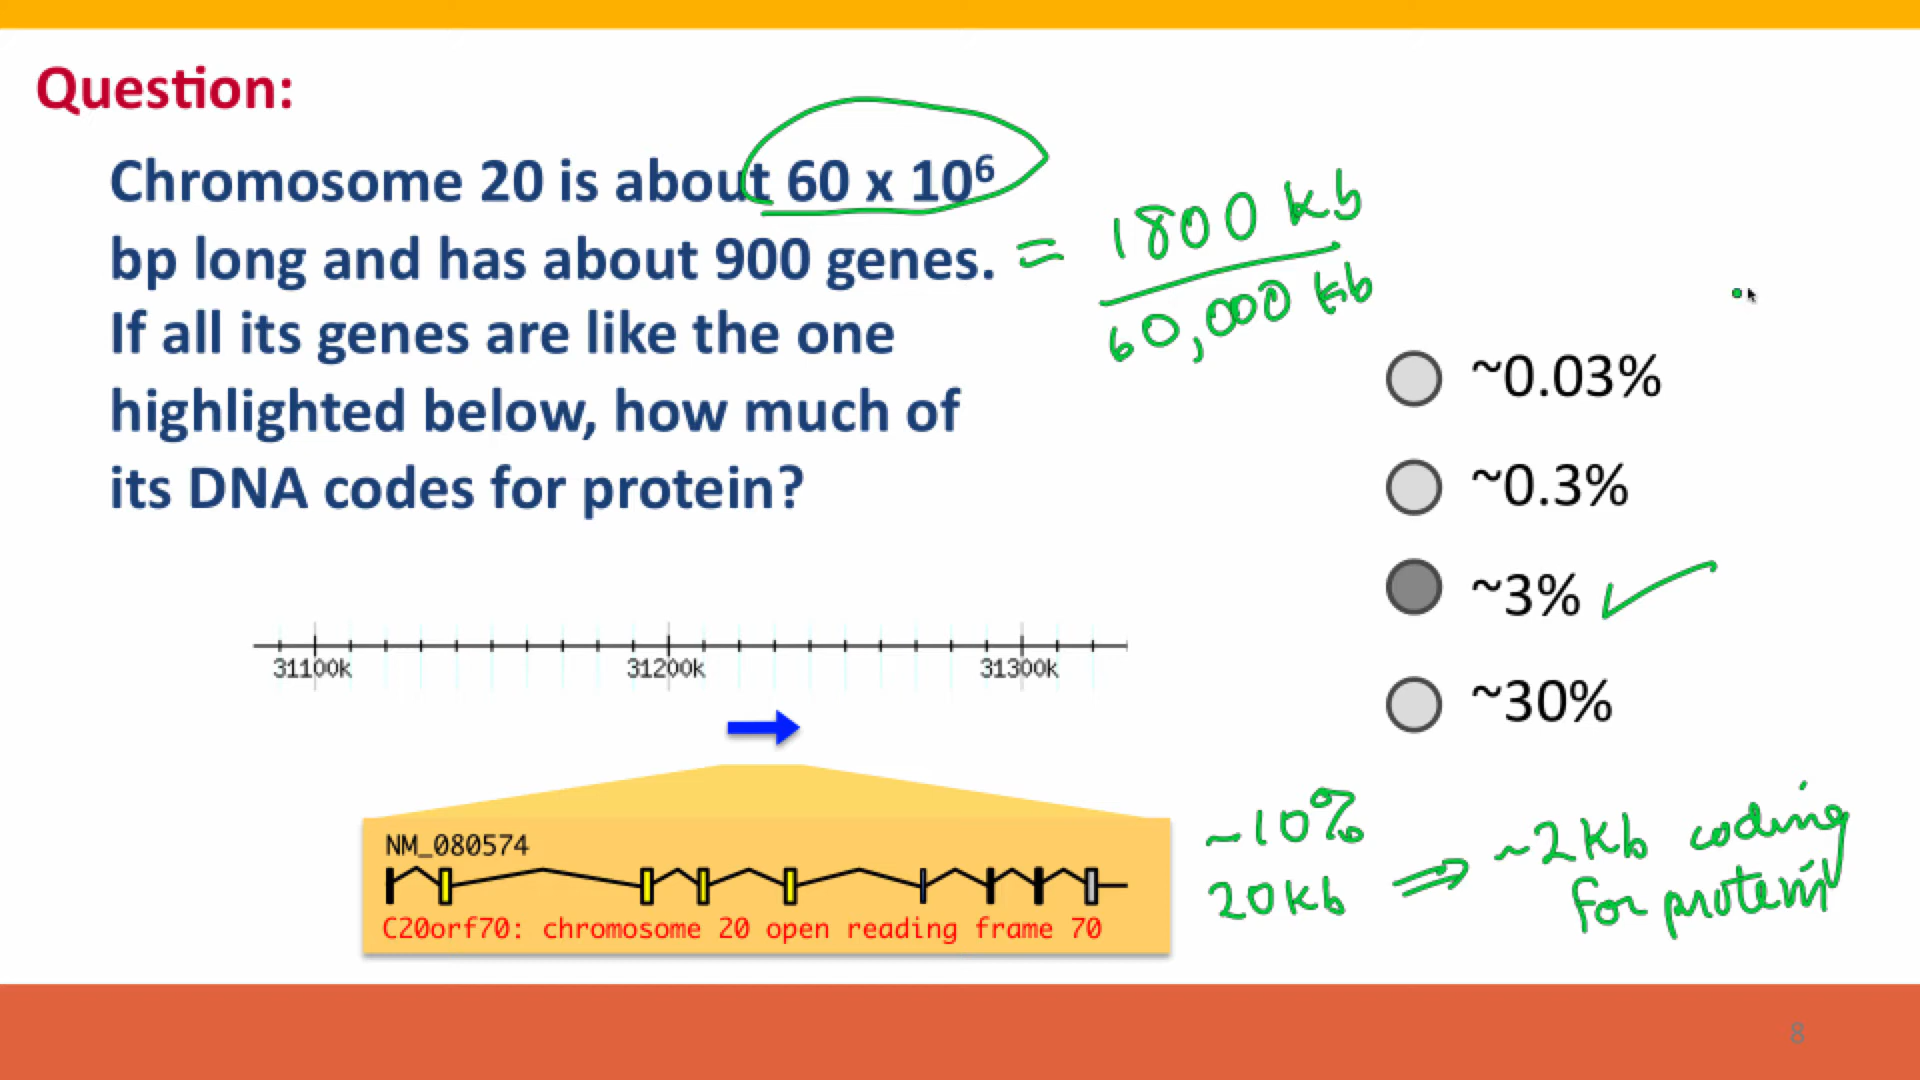 Question:
Chromosome 20 is about 60 x 10⁶
bp long and has about 900 genes.
If all its genes are like the one
highlighted below, how much of
its DNA codes for protein?
= 1800 kb
60,000 kb
~0.03%
~0.3%
~3%
~30%
31100k 31200k 31300k
NM_080574
C20orf70: chromosome 20 open reading frame 70
~10%
20Kb ⇒ ~2Kb coding
for protein
8